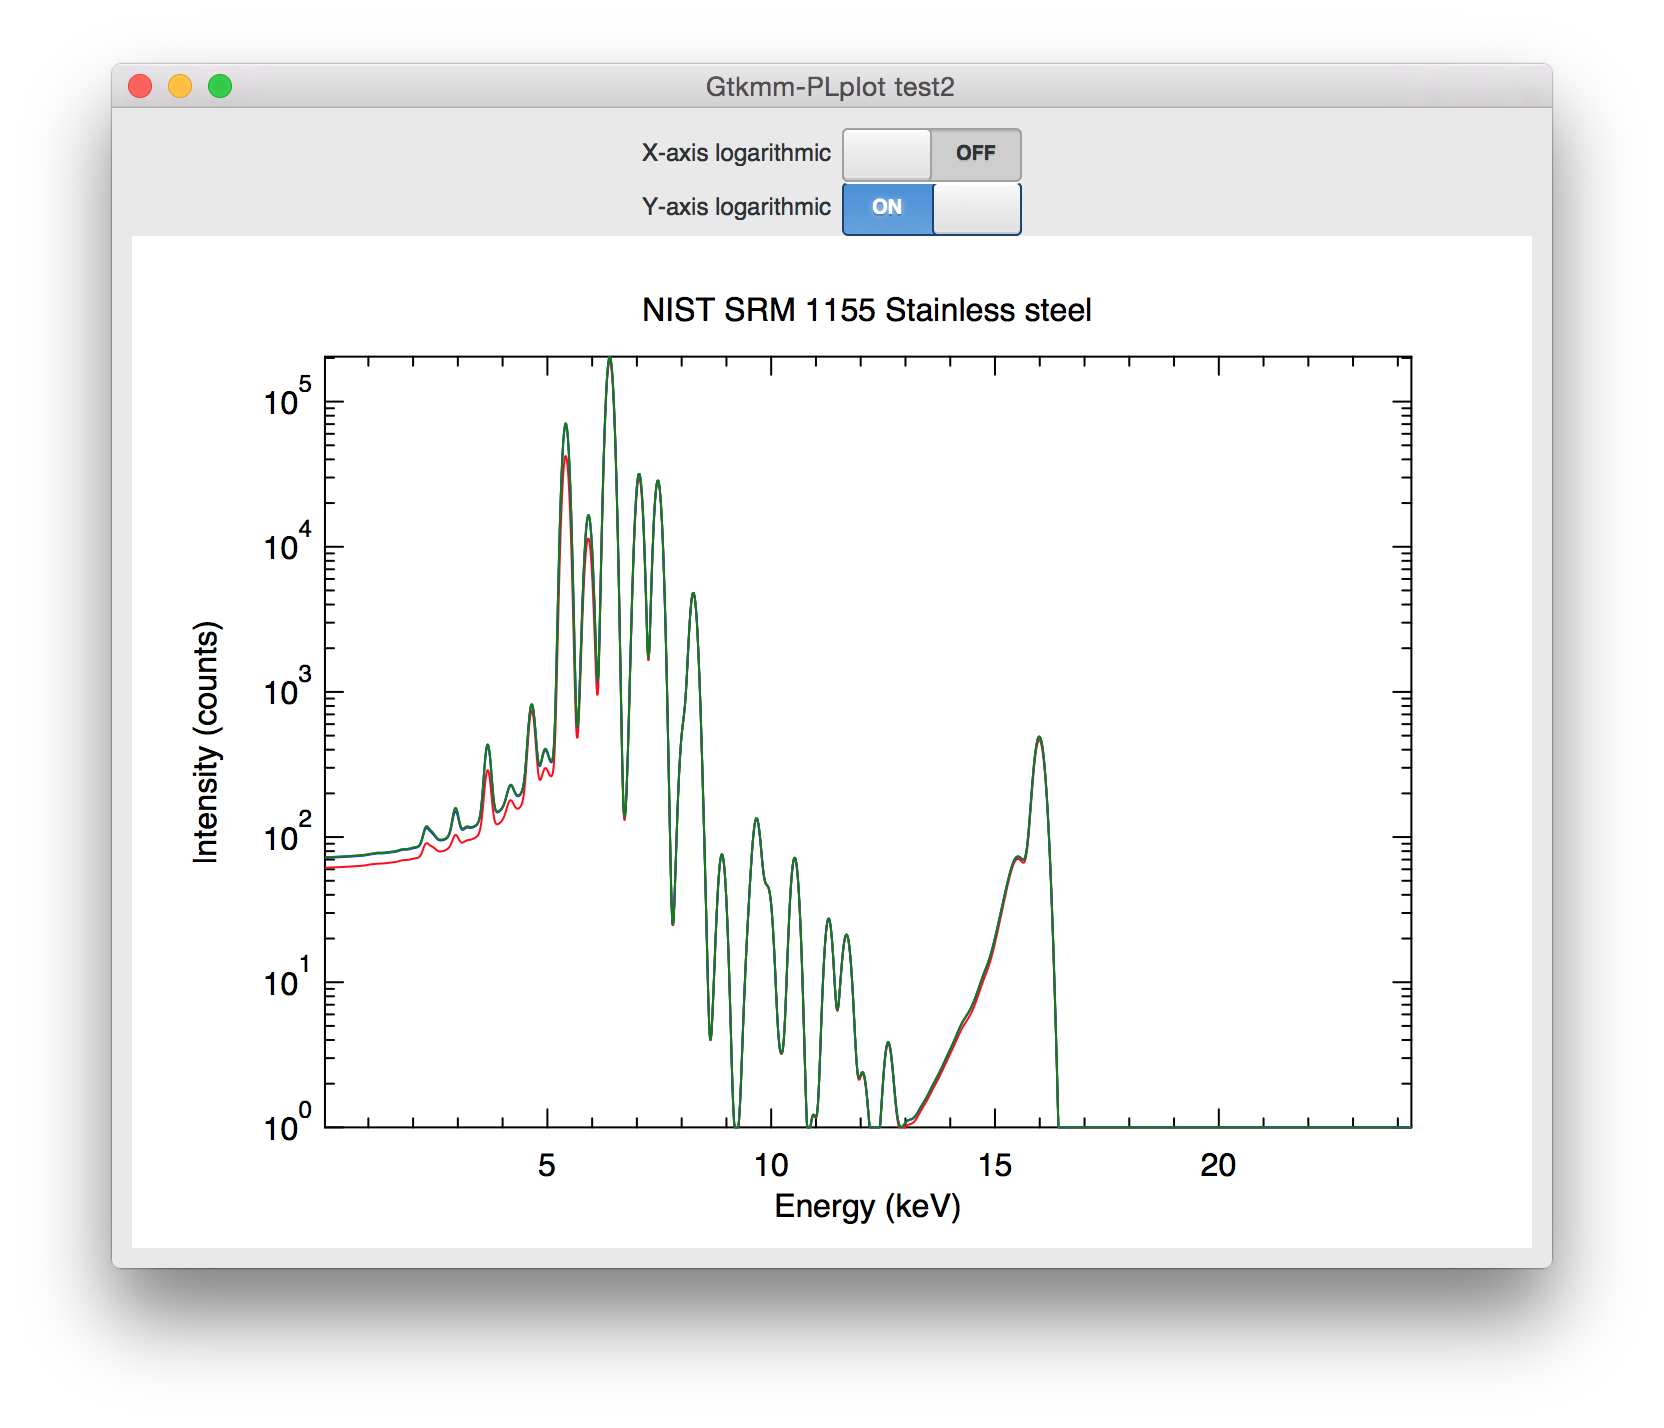 Gtkmm-PLplot test2
X-axis logarithmic OFF
Y-axis logarithmic ON
NIST SRM 1155 Stainless steel
10^5
10^4
10^3
10^2
10^1
10^0
Intensity (counts)
5 10 15 20
Energy (keV)